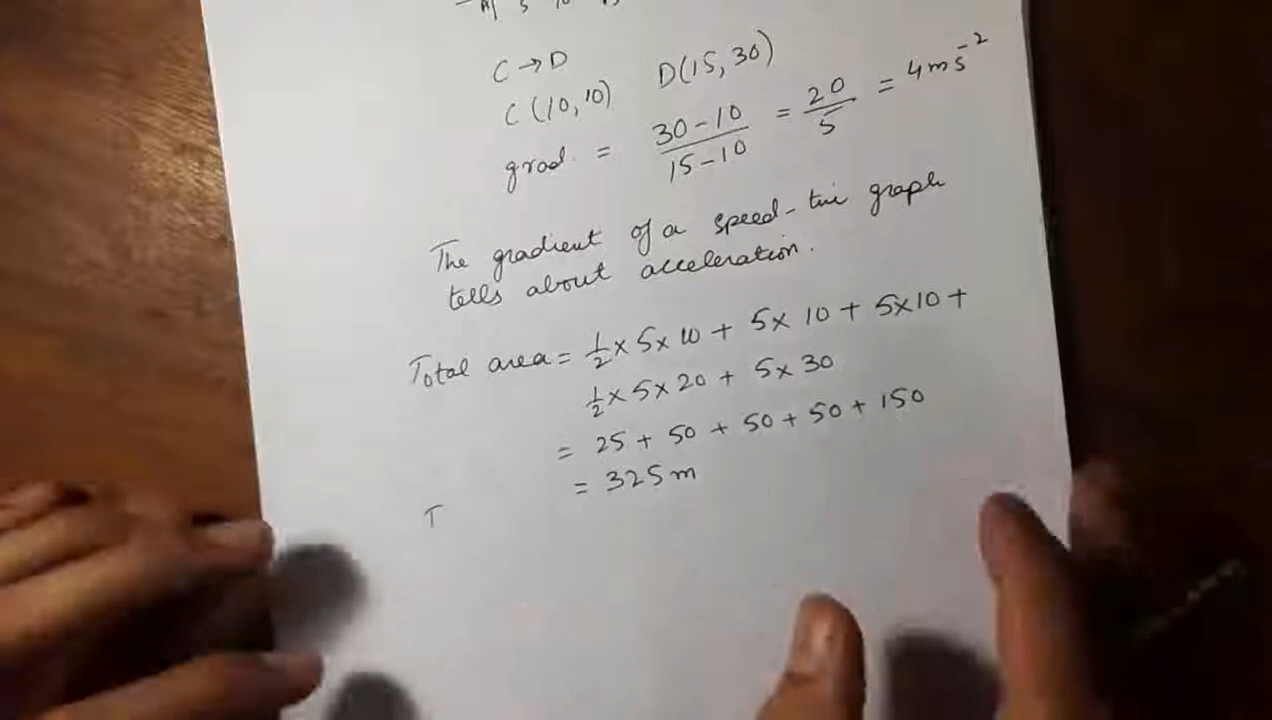 C → D
C (10, 10) D(15, 30)
grad. = 30-10 / 15-10 = 20 / 5 = 4 ms⁻²
The gradient of a speed-time graph
tells about acceleration.
Total area = 1/2 × 5 × 10 + 5 × 10 + 5×10 +
1/2 × 5 × 20 + 5 × 30
= 25 + 50 + 50 + 50 + 150
= 325 m
T